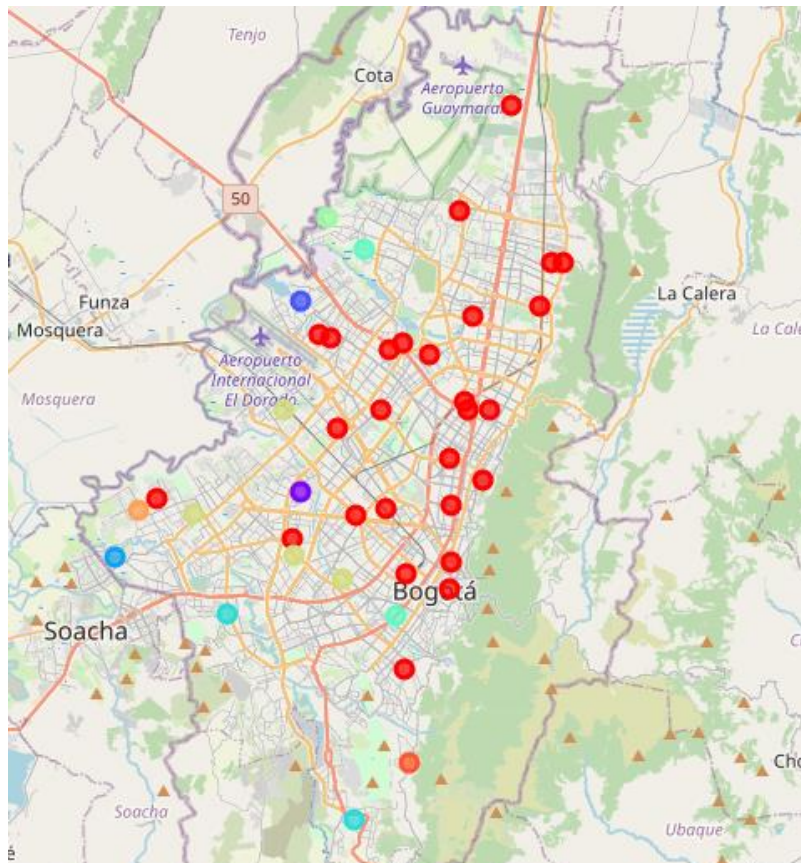 Tenjo
Cota
Aeropuerto
Guaymaral
50
Funza
La Calera
Mosquera
La Cale
Aeropuerto
Internacional
El Dorado
Mosquera
Bogotá
Soacha
Soacha
Cho
Ubaque
é